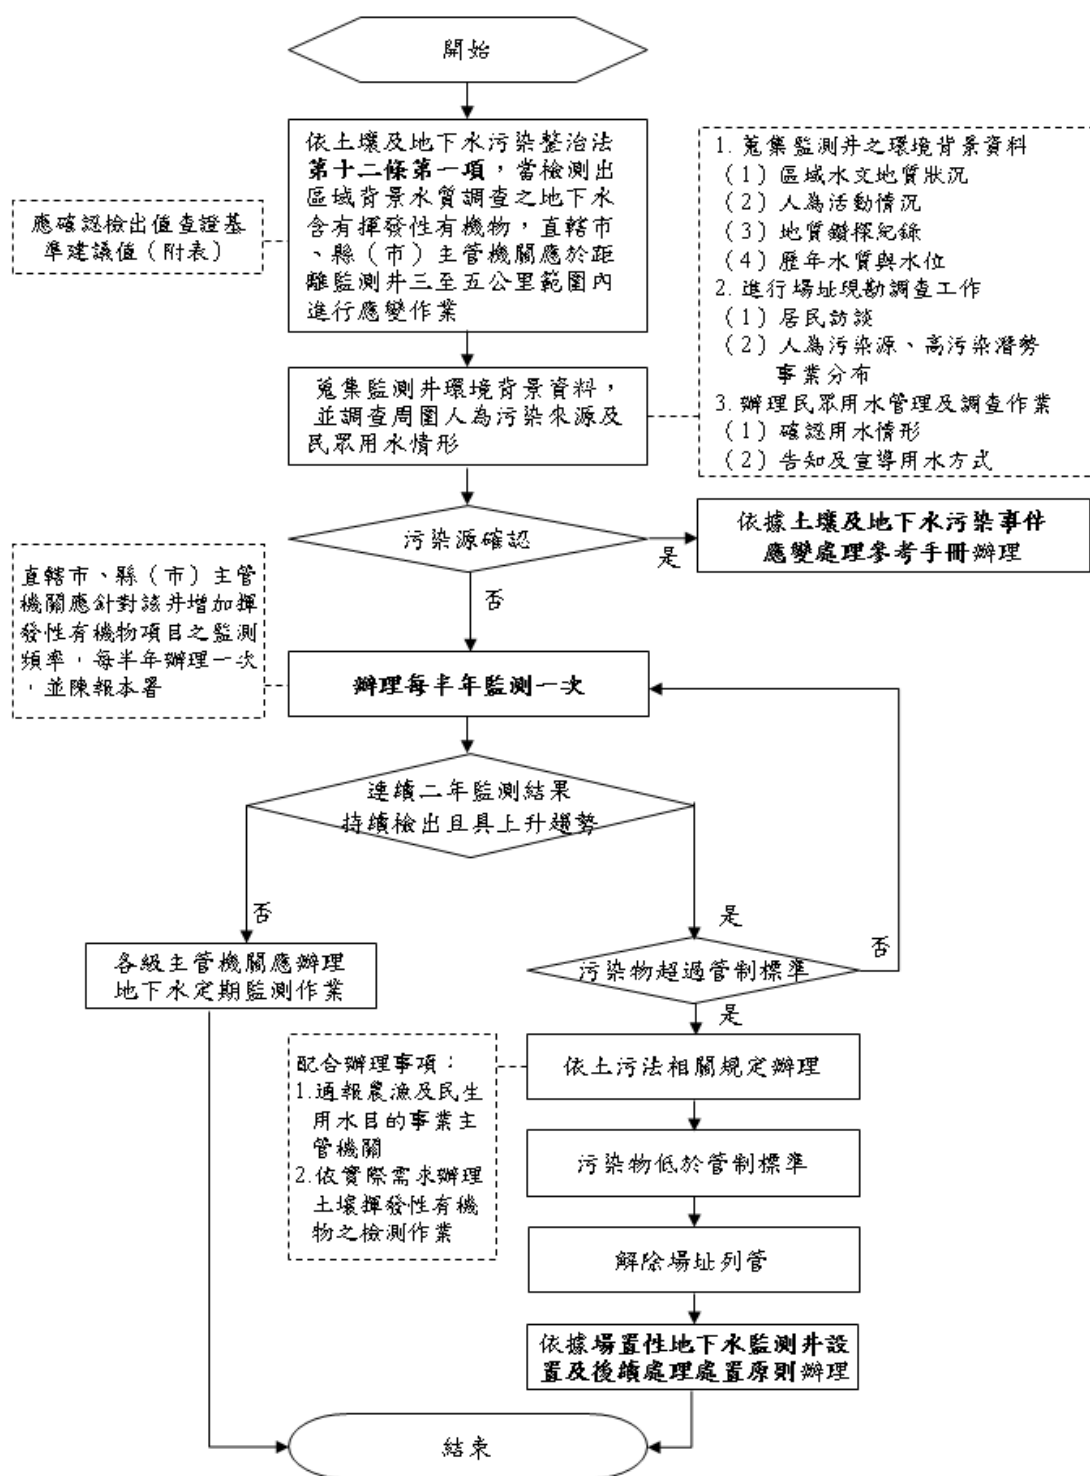 開始
依土壤及地下水污染整治法
第十二條第一項，當檢測出
區域背景水質調查之地下水
含有揮發性有機物，直轄市
、縣（市）主管機關應於距
離監測井三至五公里範圍內
進行應變作業
應確認檢出值查證基
準建議值（附表）
1. 蒐集監測井之環境背景資料
（1）區域水文地質狀況
（2）人為活動情況
（3）地質鑽探紀錄
（4）歷年水質與水位
2. 進行場址現勘調查工作
（1）居民訪談
（2）人為污染源、高污染潛勢
事業分布
3. 辦理民眾用水管理及調查作業
（1）確認用水情形
（2）告知及宣導用水方式
蒐集監測井環境背景資料，
並調查周圍人為污染來源及
民眾用水情形
污染源確認
是
依據土壤及地下水污染事件
應變處理參考手冊辦理
否
直轄市、縣（市）主管
機關應針對該井增加揮
發性有機物項目之監測
頻率，每半年辦理一次
，並陳報本署
辦理每半年監測一次
連續二年監測結果
持續檢出且具上升趨勢
否
是
各級主管機關應辦理
地下水定期監測作業
污染物超過管制標準
否
是
配合辦理事項：
1.通報農漁及民生
用水目的事業主
管機關
2.依實際需求辦理
土壤揮發性有機
物之檢測作業
依土污法相關規定辦理
污染物低於管制標準
解除場址列管
依據場置性地下水監測井設
置及後續處理處置原則辦理
結束